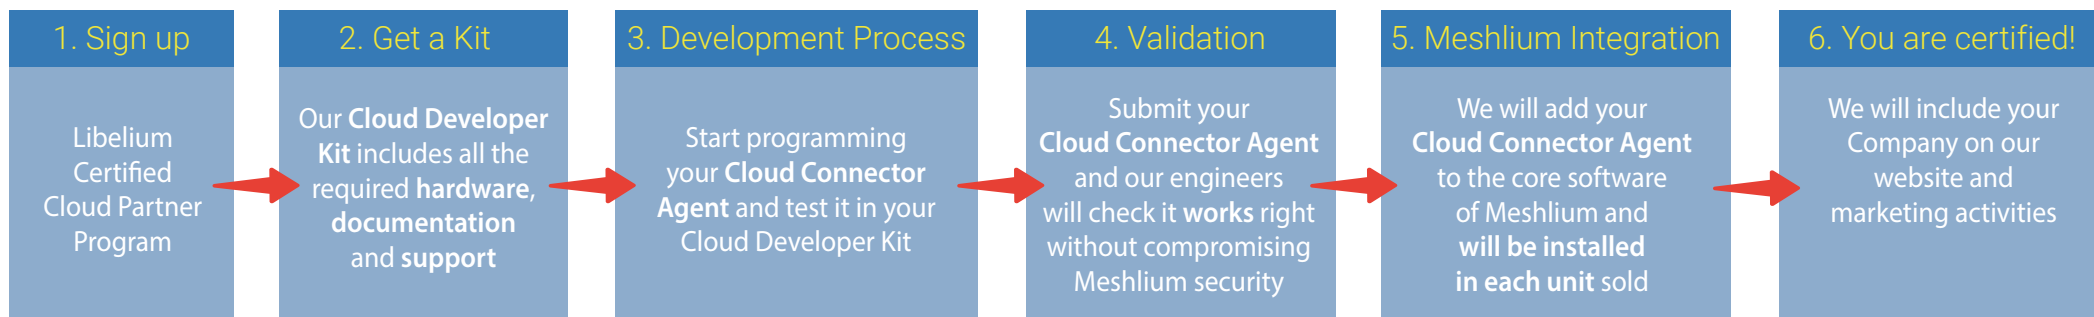 1. Sign up
Libelium
Certified
Cloud Partner
Program
2. Get a Kit
Our Cloud Developer
Kit includes all the
required hardware,
documentation
and support
3. Development Process
Start programming
your Cloud Connector
Agent and test it in your
Cloud Developer Kit
4. Validation
Submit your
Cloud Connector Agent
and our engineers
will check it works right
without compromising
Meshlium security
5. Meshlium Integration
We will add your
Cloud Connector Agent
to the core software
of Meshlium and
will be installed
in each unit sold
6. You are certified!
We will include your
Company on our
website and
marketing activities